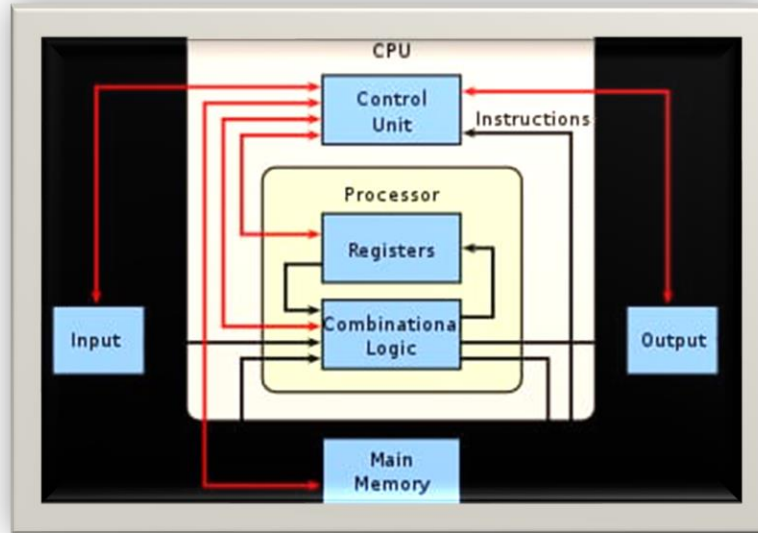 CPU
Control
Unit
Instructions
Processor
Registers
Combinationa
Logic
Input
Output
Main
Memory